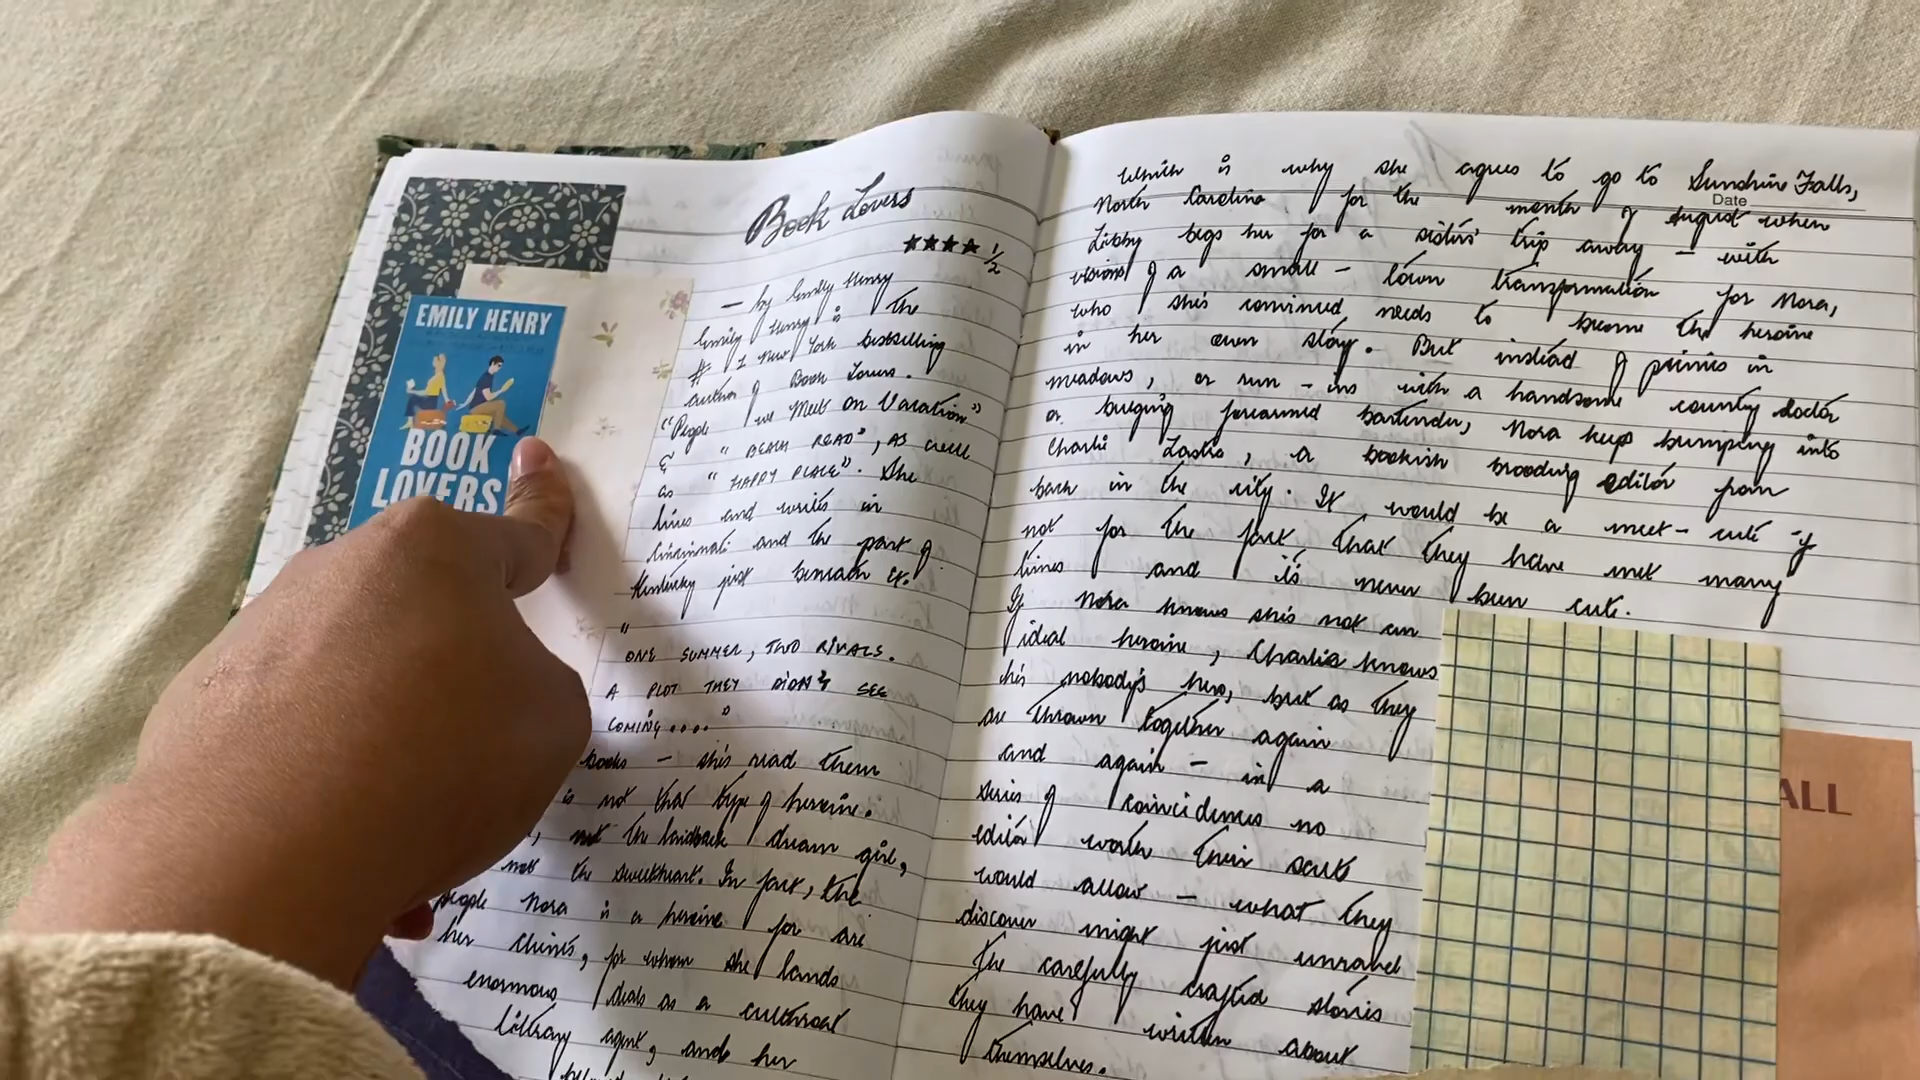 EMILY HENRY
BOOK
LOVERS
Book Lovers
★★★★ 1/2
— by Emily Henry
Emily Henry is the
# 1 New York bestselling
author of Book Lovers.
"People we Meet on Vacation"
& "BEACH READ", AS well
as "HAPPY PLACE". She
lives and writes in
Cincinnati and the part of
Kentucky just beneath it.
"
ONE SUMMER, TWO RIVALS.
A PLOT THEY DIDN'T SEE
COMING...."
books — she's read them
is not that type of heroine.
, not the laidback dream girl,
not the sweetheart. In fact, the
people Nora is a heroine for are
her clients, for whom she lands
enormous deals as a cutthroat
literary agent, and her
Which is why she agrees to go to Sunshine Falls,
Date
North Carolina for the month of August when
Libby begs her for a sisters' trip away — with
visions of a small - town transformation for Nora,
who she's convinced needs to become the heroine
in her own story. But instead of picnics in
meadows, or run - ins with a handsome country doctor
or bulging forearmed bartender, Nora keeps bumping into
Charlie Lastra, a bookish brooding editor from
back in the city. It would be a meet - cute if
not for the fact that they have met many
times and it's never been cute.
If Nora knows she's not an
ideal heroine, Charlie knows
he's nobody's hero, but as they
are thrown together again
and again — in a
series of coincidences no
editor worth their salt
would allow — what they
discover might just unravel
the carefully crafted stories
they have written about
themselves.
ALL